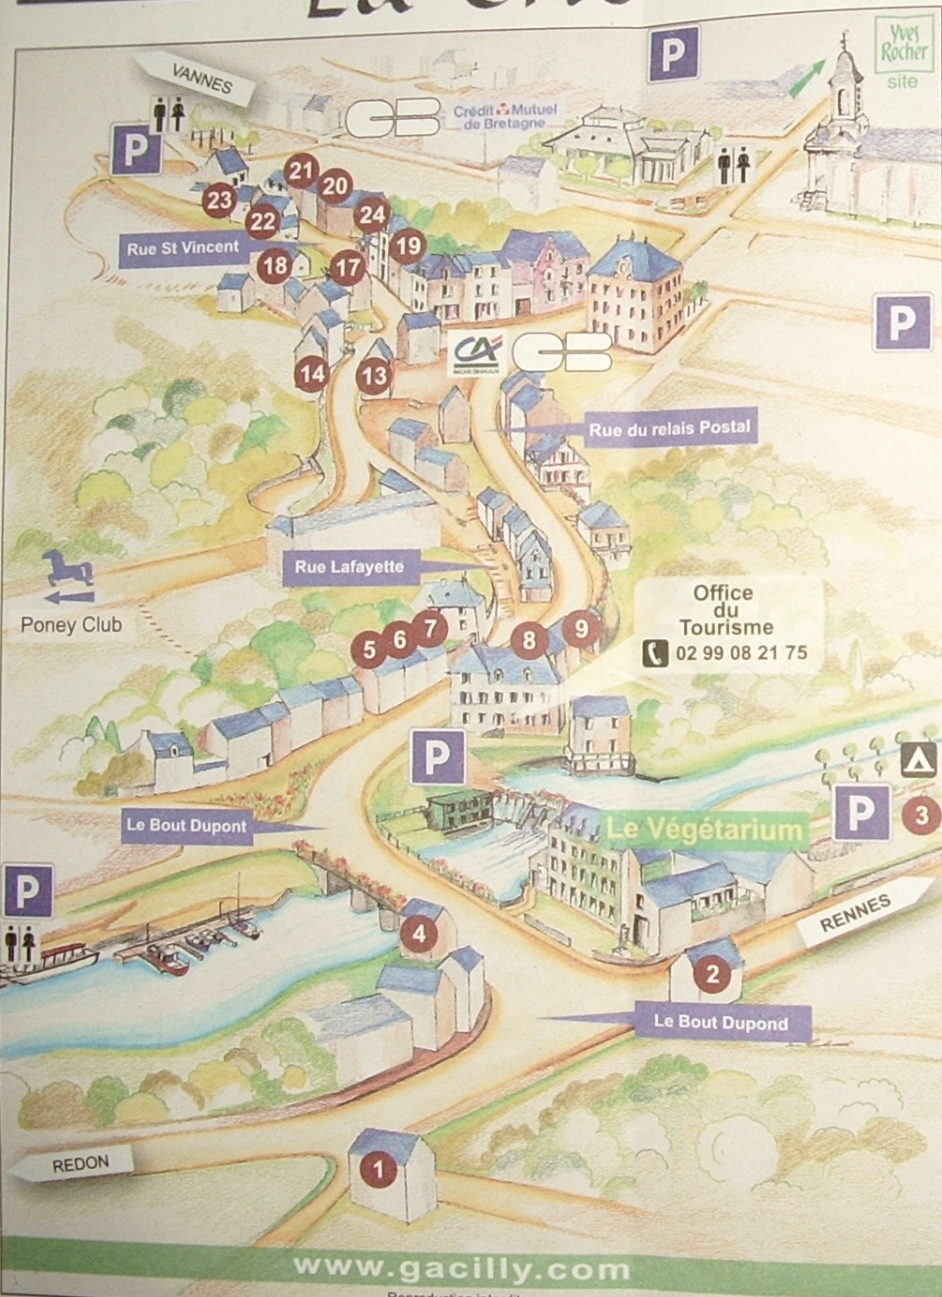 VANNES
P
Yves
Rocher
site
CB
Crédit Mutuel
de Bretagne
P
21
20
23
22
24
19
Rue St Vincent
18
17
P
CA
CB
14
13
Rue du relais Postal
Rue Lafayette
Poney Club
Office
du
Tourisme
02 99 08 21 75
5
6
7
8
9
P
Le Végétarium
P
3
Le Bout Dupont
P
RENNES
4
2
Le Bout Dupond
REDON
1
www.gacilly.com